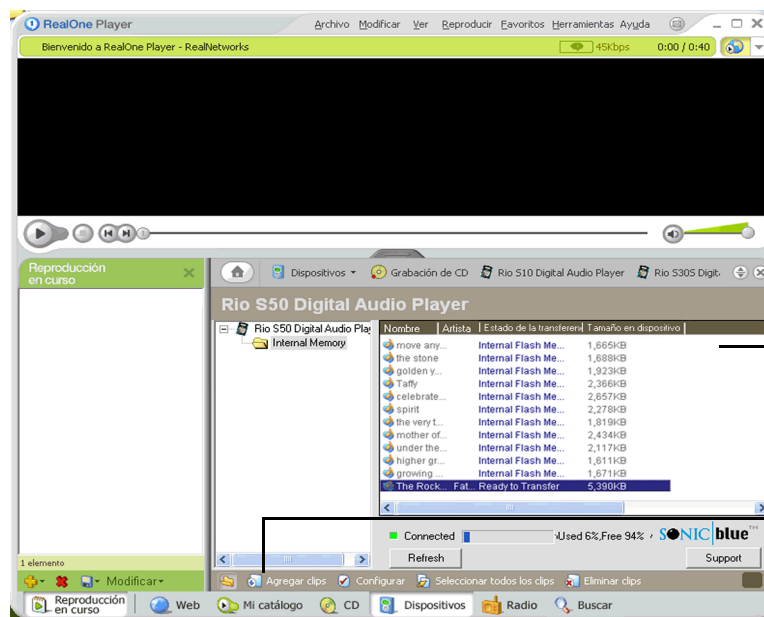 RealOne Player Archivo Modificar Ver Reproducir Favoritos Herramientas Ayuda
Bienvenido a RealOne Player - RealNetworks 45Kbps 0:00 / 0:40
Reproducción
en curso
Dispositivos Grabación de CD Rio S10 Digital Audio Player Rio S30S Digit.
Rio S50 Digital Audio Player
Rio S50 Digital Audio Play
Internal Memory
Nombre Artista Estado de la transferen Tamaño en dispositivo
move any... Internal Flash Me... 1,665KB
the stone Internal Flash Me... 1,688KB
golden y... Internal Flash Me... 1,923KB
Taffy Internal Flash Me... 2,366KB
celebrate... Internal Flash Me... 2,657KB
spirit Internal Flash Me... 2,278KB
the very t... Internal Flash Me... 1,819KB
mother of... Internal Flash Me... 2,434KB
under the... Internal Flash Me... 2,117KB
higher gr... Internal Flash Me... 1,611KB
growing ... Internal Flash Me... 1,671KB
The Rock... Fat... Ready to Transfer 5,390KB
Connected Used 6%,Free 94% SONICblue™
Refresh Support
1 elemento
Modificar
Agregar clips Configurar Seleccionar todos los clips Eliminar clips
Reproducción
en curso
Web Mi catálogo CD Dispositivos Radio Buscar